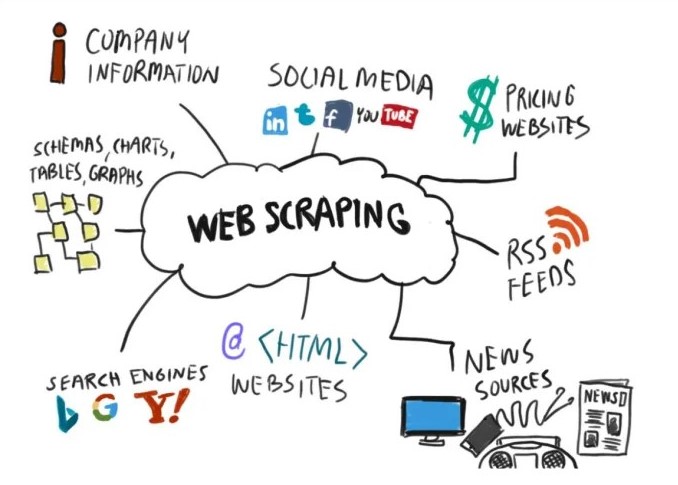 COMPANY
INFORMATION
SOCIAL MEDIA
in t f YOU TUBE
$ PRICING
WEBSITES
SCHEMAS, CHARTS,
TABLES, GRAPHS
WEB SCRAPING
RSS
FEEDS
@ <HTML>
WEBSITES
NEWS
SOURCES
SEARCH ENGINES
b G Y!
NEWS